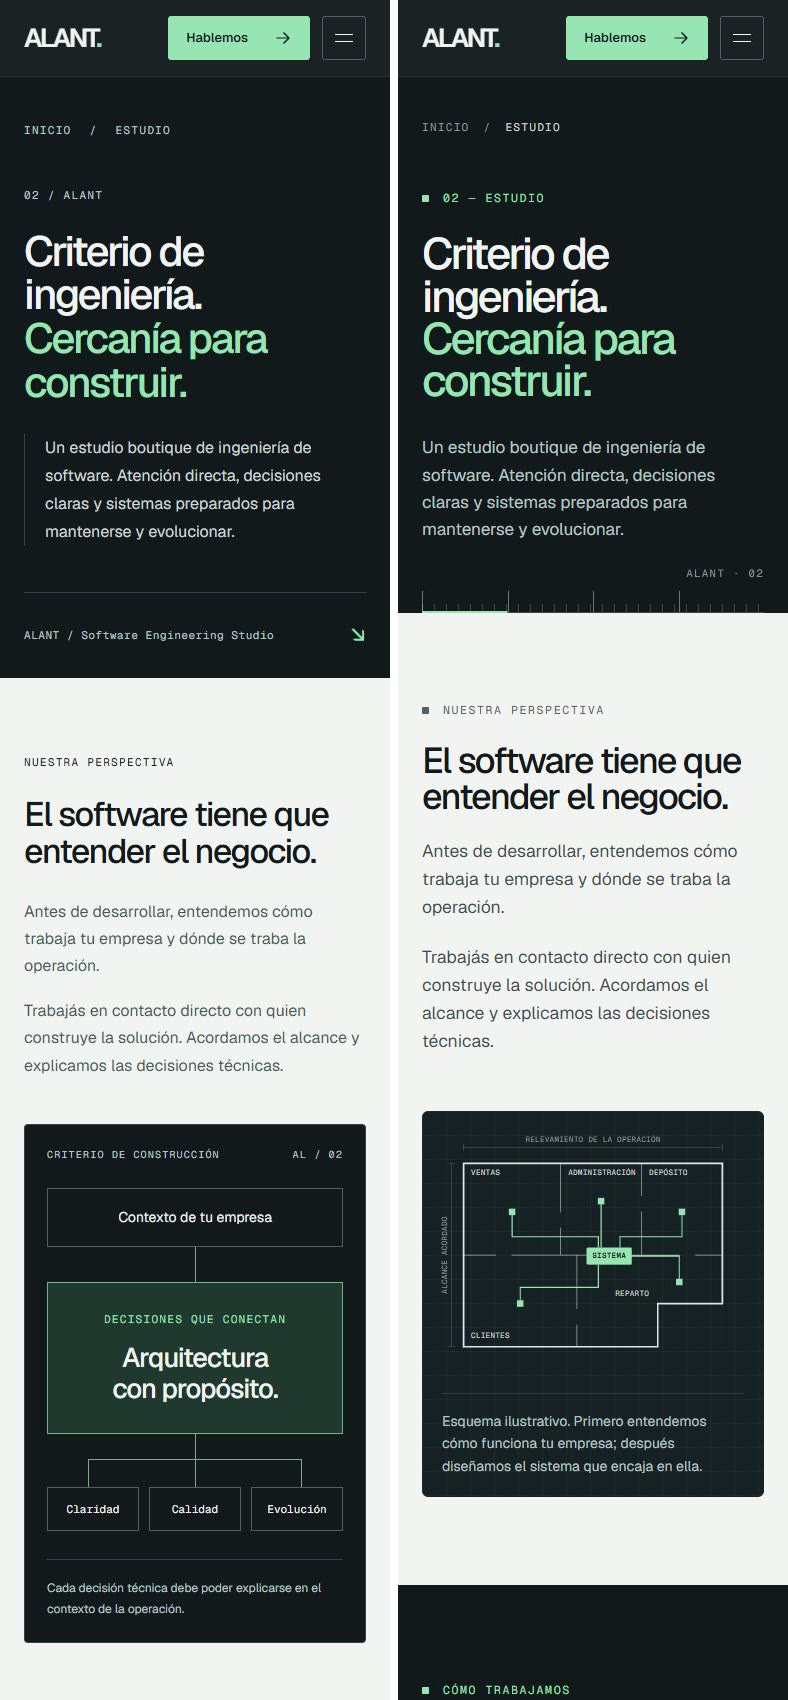 ALANT.
Hablemos
INICIO / ESTUDIO
02 / ALANT
Criterio de
ingeniería.
Cercanía para
construir.
Un estudio boutique de ingeniería de
software. Atención directa, decisiones
claras y sistemas preparados para
mantenerse y evolucionar.
ALANT / Software Engineering Studio
NUESTRA PERSPECTIVA
El software tiene que
entender el negocio.
Antes de desarrollar, entendemos cómo
trabaja tu empresa y dónde se traba la
operación.
Trabajás en contacto directo con quien
construye la solución. Acordamos el alcance y
explicamos las decisiones técnicas.
CRITERIO DE CONSTRUCCIÓN
AL / 02
Contexto de tu empresa
DECISIONES QUE CONECTAN
Arquitectura
con propósito.
Claridad
Calidad
Evolución
Cada decisión técnica debe poder explicarse en el
contexto de la operación.
ALANT.
Hablemos
INICIO / ESTUDIO
02 — ESTUDIO
Criterio de
ingeniería.
Cercanía para
construir.
Un estudio boutique de ingeniería de
software. Atención directa, decisiones
claras y sistemas preparados para
mantenerse y evolucionar.
ALANT · 02
NUESTRA PERSPECTIVA
El software tiene que
entender el negocio.
Antes de desarrollar, entendemos cómo
trabaja tu empresa y dónde se traba la
operación.
Trabajás en contacto directo con quien
construye la solución. Acordamos el
alcance y explicamos las decisiones
técnicas.
RELEVAMIENTO DE LA OPERACIÓN
VENTAS
ADMINISTRACIÓN
DEPÓSITO
ALCANCE ACORDADO
SISTEMA
REPARTO
CLIENTES
Esquema ilustrativo. Primero entendemos
cómo funciona tu empresa; después
diseñamos el sistema que encaja en ella.
CÓMO TRABAJAMOS